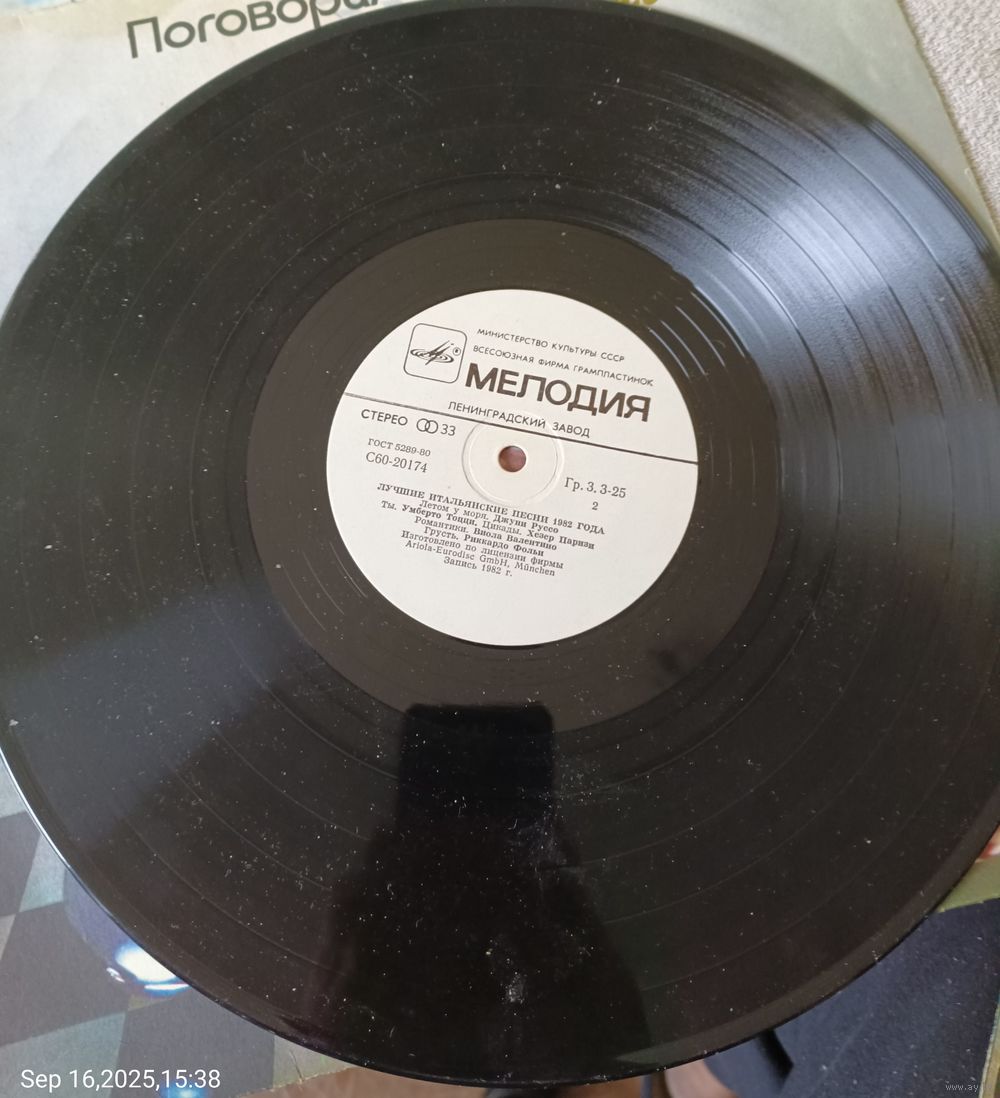 МИНИСТЕРСТВО КУЛЬТУРЫ СССР
ВСЕСОЮЗНАЯ ФИРМА ГРАМПЛАСТИНОК
®
МЕЛОДИЯ
ЛЕНИНГРАДСКИЙ ЗАВОД
СТЕРЕО 33
ГОСТ 5289-80
С60-20174
Гр. 3. 3-25
2
ЛУЧШИЕ ИТАЛЬЯНСКИЕ ПЕСНИ 1982 ГОДА
Летом у моря, Джуни Руссо
Ты, Умберто Тоцци, Цикады, Хезер Паризи
Романтики, Виола Валентино
Грусть, Риккардо Фольи
Изготовлено по лицензии фирмы
Ariola-Eurodisc GmbH, München
Запись 1982 г.
Sep 16,2025,15:38